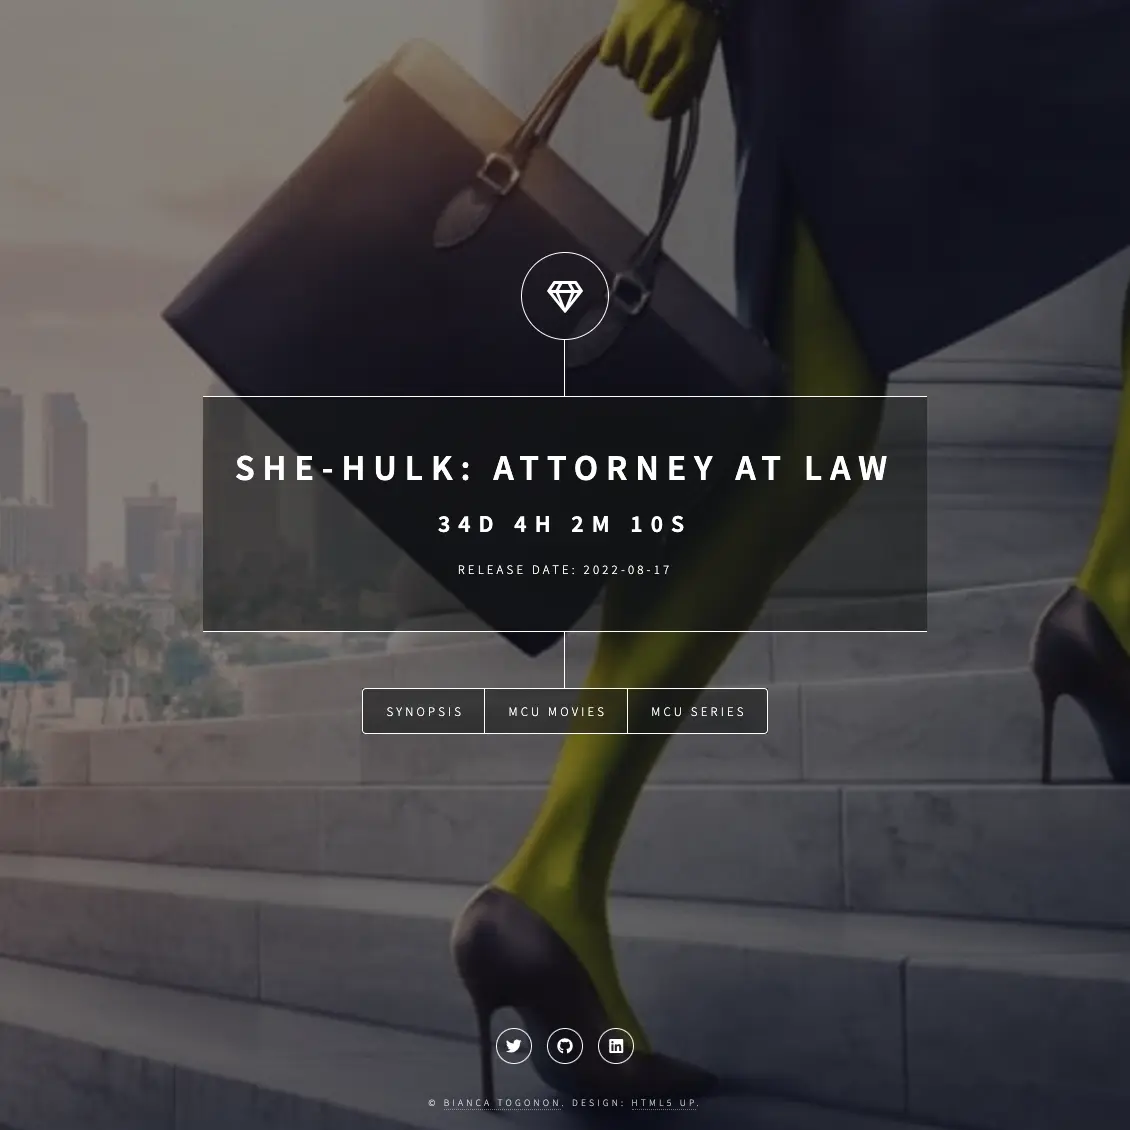 SHE-HULK: ATTORNEY AT LAW
34D 4H 2M 10S
RELEASE DATE: 2022-08-17
SYNOPSIS
MCU MOVIES
MCU SERIES
© BIANCA TOGONON. DESIGN: HTML5 UP.